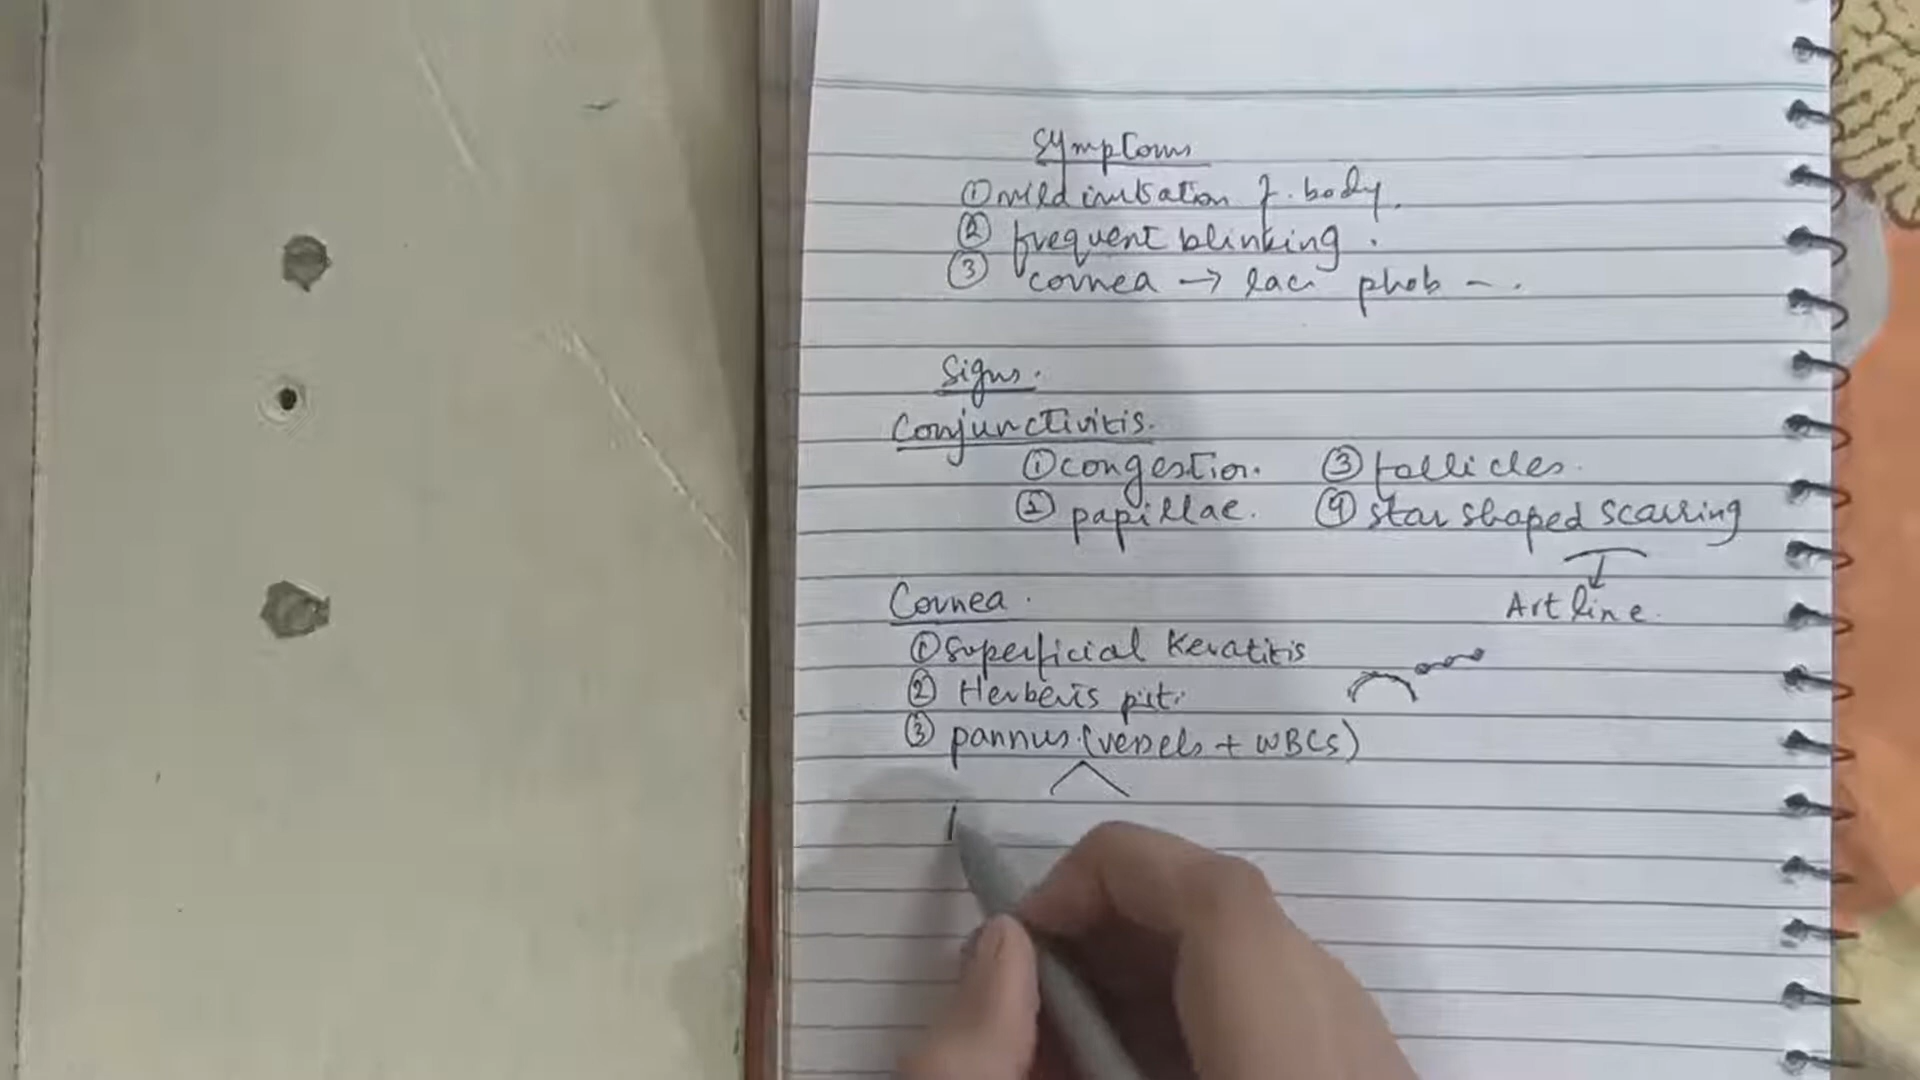 Symptoms
① mild irritation f. body.
② frequent blinking.
③ cornea → lac phob - .
Signs.
Conjunctivitis.
① congestion. ③ follicles.
② papillae. ④ star shaped scarring
Art line.
Cornea.
① Superficial Keratitis
② Herberts pit.
③ pannus. (vessels + WBCs)